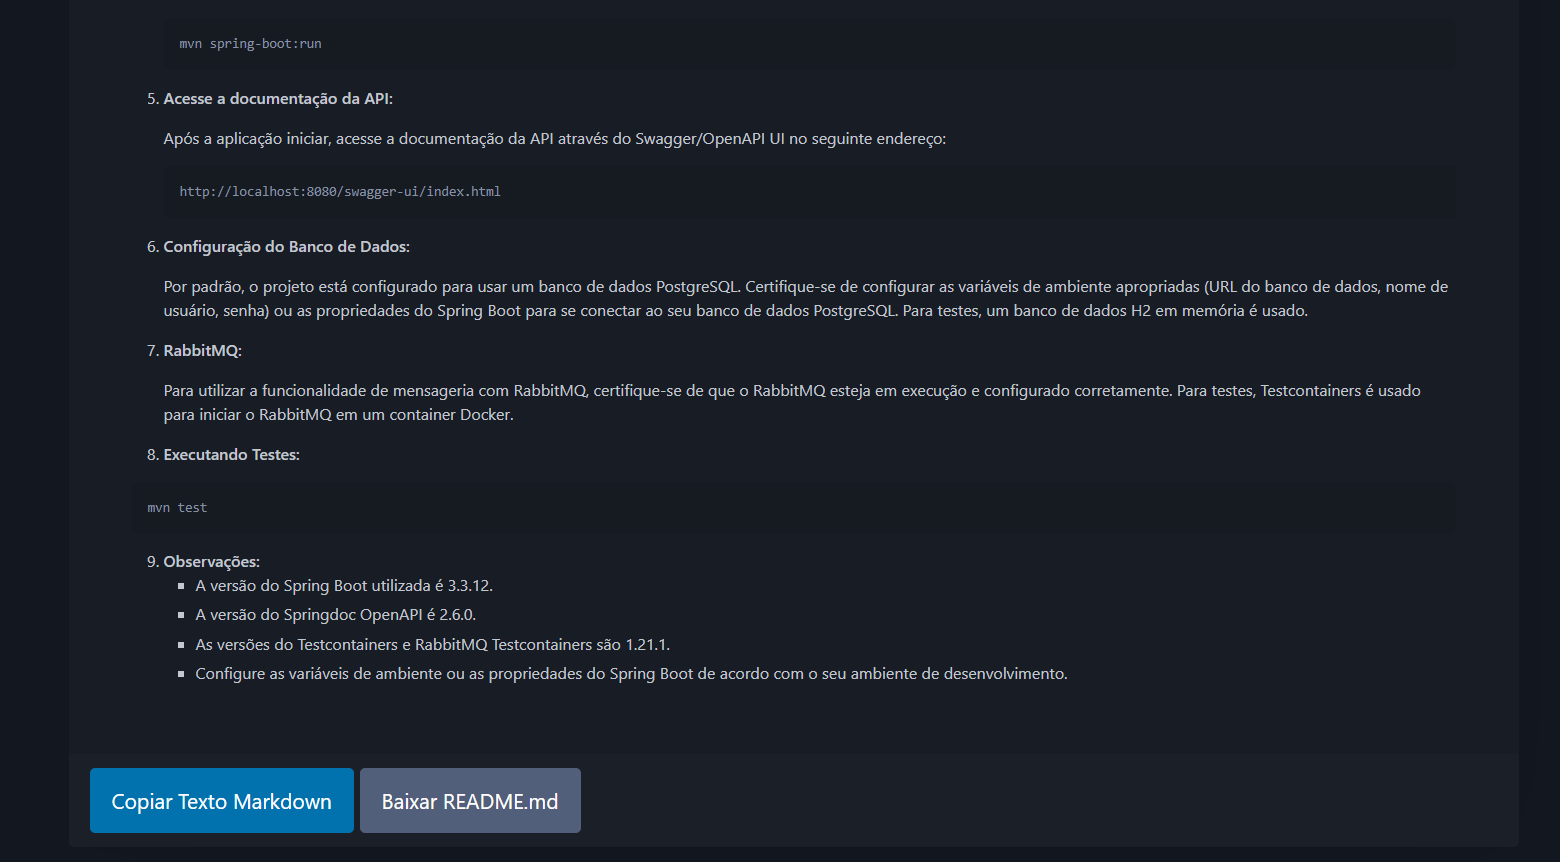 mvn spring-boot:run
5. Acesse a documentação da API:
Após a aplicação iniciar, acesse a documentação da API através do Swagger/OpenAPI UI no seguinte endereço:
http://localhost:8080/swagger-ui/index.html
6. Configuração do Banco de Dados:
Por padrão, o projeto está configurado para usar um banco de dados PostgreSQL. Certifique-se de configurar as variáveis de ambiente apropriadas (URL do banco de dados, nome de
usuário, senha) ou as propriedades do Spring Boot para se conectar ao seu banco de dados PostgreSQL. Para testes, um banco de dados H2 em memória é usado.
7. RabbitMQ:
Para utilizar a funcionalidade de mensageria com RabbitMQ, certifique-se de que o RabbitMQ esteja em execução e configurado corretamente. Para testes, Testcontainers é usado
para iniciar o RabbitMQ em um container Docker.
8. Executando Testes:
mvn test
9. Observações:
▪ A versão do Spring Boot utilizada é 3.3.12.
▪ A versão do Springdoc OpenAPI é 2.6.0.
▪ As versões do Testcontainers e RabbitMQ Testcontainers são 1.21.1.
▪ Configure as variáveis de ambiente ou as propriedades do Spring Boot de acordo com o seu ambiente de desenvolvimento.
Copiar Texto Markdown
Baixar README.md